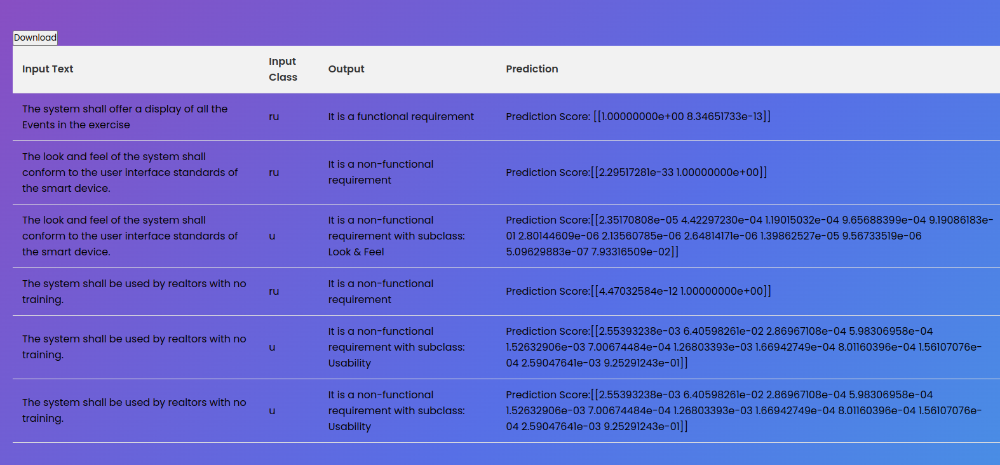 Download
Input Text
Input
Class
Output
Prediction
The system shall offer a display of all the
Events in the exercise
ru
It is a functional requirement
Prediction Score: [[1.00000000e+00 8.34651733e-13]]
The look and feel of the system shall
conform to the user interface standards of
the smart device.
ru
It is a non-functional
requirement
Prediction Score:[[2.29517281e-33 1.00000000e+00]]
The look and feel of the system shall
conform to the user interface standards of
the smart device.
u
It is a non-functional
requirement with subclass:
Look & Feel
Prediction Score:[[2.35170808e-05 4.42297230e-04 1.19015032e-04 9.65688399e-04 9.19086183e-
01 2.80144609e-06 2.13560785e-06 2.64814171e-06 1.39862527e-05 9.56733519e-06
5.09629883e-07 7.93316509e-02]]
The system shall be used by realtors with no
training.
ru
It is a non-functional
requirement
Prediction Score:[[4.47032584e-12 1.00000000e+00]]
The system shall be used by realtors with no
training.
u
It is a non-functional
requirement with subclass:
Usability
Prediction Score:[[2.55393238e-03 6.40598261e-02 2.86967108e-04 5.98306958e-04
1.52632906e-03 7.00674484e-04 1.26803393e-03 1.66942749e-04 8.01160396e-04 1.56107076e-
04 2.59047641e-03 9.25291243e-01]]
The system shall be used by realtors with no
training.
u
It is a non-functional
requirement with subclass:
Usability
Prediction Score:[[2.55393238e-03 6.40598261e-02 2.86967108e-04 5.98306958e-04
1.52632906e-03 7.00674484e-04 1.26803393e-03 1.66942749e-04 8.01160396e-04 1.56107076e-
04 2.59047641e-03 9.25291243e-01]]